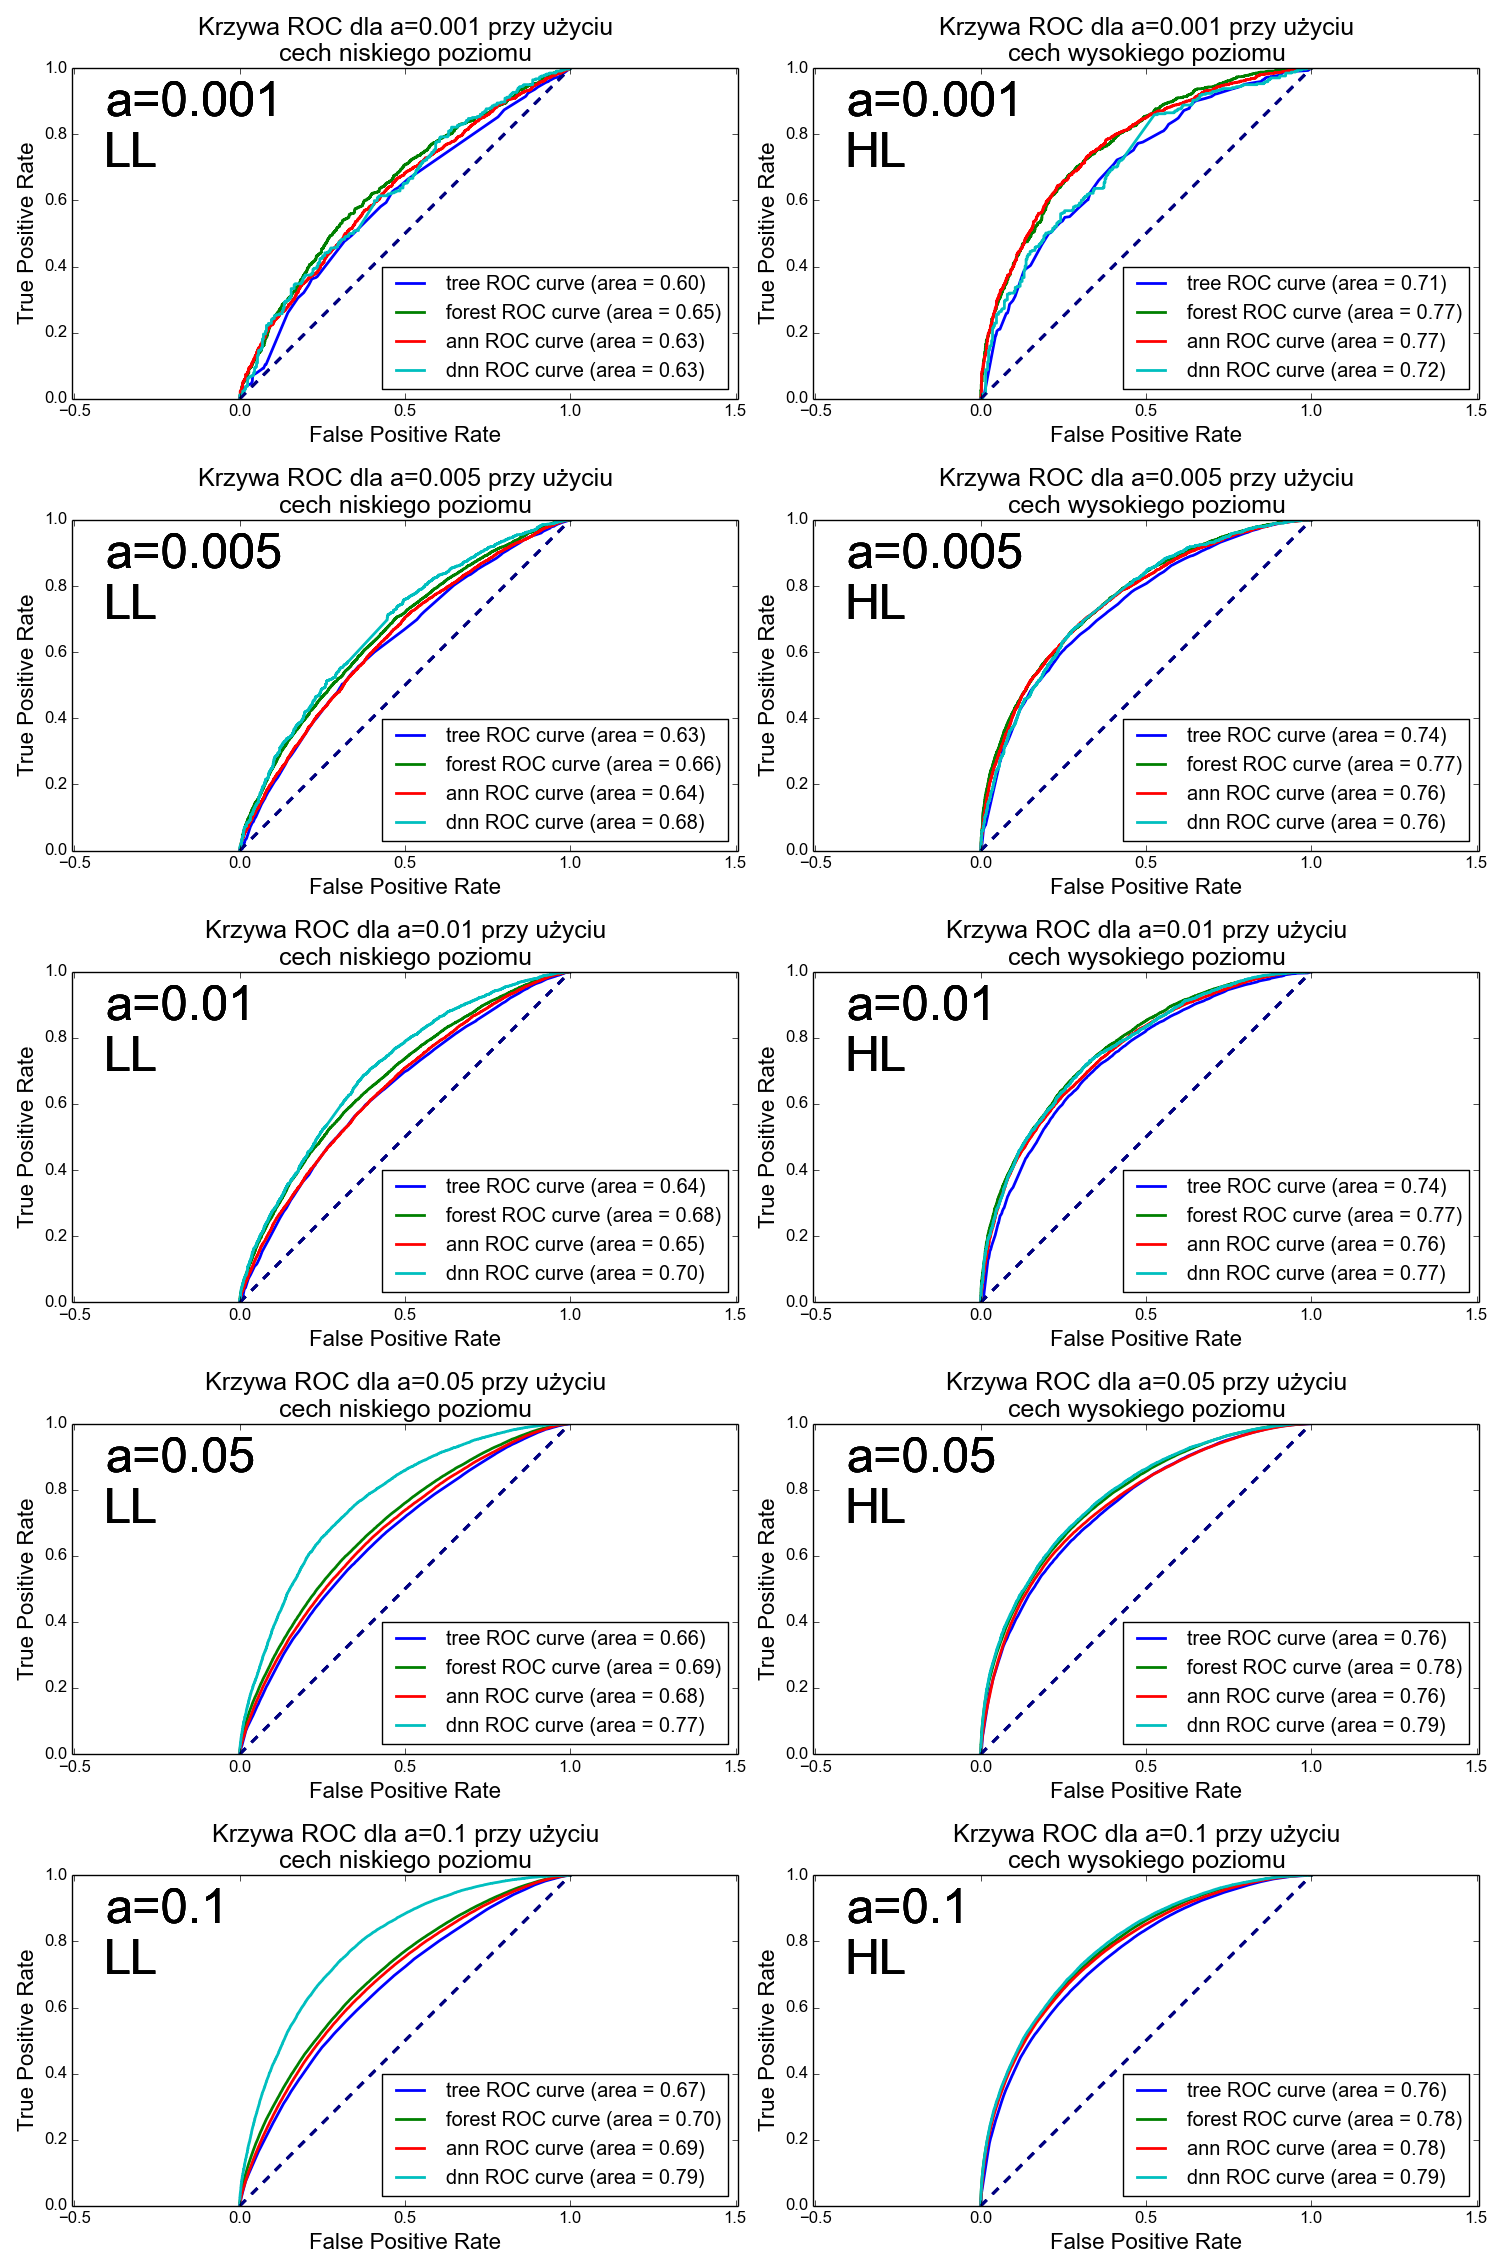 Krzywa ROC dla a=0.001 przy użyciu
cech niskiego poziomu
a=0.001
LL
True Positive Rate
1.0
0.8
0.6
0.4
0.2
0.0
tree ROC curve (area = 0.60)
forest ROC curve (area = 0.65)
ann ROC curve (area = 0.63)
dnn ROC curve (area = 0.63)
−0.5 0.0 0.5 1.0 1.5
False Positive Rate
Krzywa ROC dla a=0.001 przy użyciu
cech wysokiego poziomu
a=0.001
HL
True Positive Rate
1.0
0.8
0.6
0.4
0.2
0.0
tree ROC curve (area = 0.71)
forest ROC curve (area = 0.77)
ann ROC curve (area = 0.77)
dnn ROC curve (area = 0.72)
−0.5 0.0 0.5 1.0 1.5
False Positive Rate
Krzywa ROC dla a=0.005 przy użyciu
cech niskiego poziomu
a=0.005
LL
True Positive Rate
1.0
0.8
0.6
0.4
0.2
0.0
tree ROC curve (area = 0.63)
forest ROC curve (area = 0.66)
ann ROC curve (area = 0.64)
dnn ROC curve (area = 0.68)
−0.5 0.0 0.5 1.0 1.5
False Positive Rate
Krzywa ROC dla a=0.005 przy użyciu
cech wysokiego poziomu
a=0.005
HL
True Positive Rate
1.0
0.8
0.6
0.4
0.2
0.0
tree ROC curve (area = 0.74)
forest ROC curve (area = 0.77)
ann ROC curve (area = 0.76)
dnn ROC curve (area = 0.76)
−0.5 0.0 0.5 1.0 1.5
False Positive Rate
Krzywa ROC dla a=0.01 przy użyciu
cech niskiego poziomu
a=0.01
LL
True Positive Rate
1.0
0.8
0.6
0.4
0.2
0.0
tree ROC curve (area = 0.64)
forest ROC curve (area = 0.68)
ann ROC curve (area = 0.65)
dnn ROC curve (area = 0.70)
−0.5 0.0 0.5 1.0 1.5
False Positive Rate
Krzywa ROC dla a=0.01 przy użyciu
cech wysokiego poziomu
a=0.01
HL
True Positive Rate
1.0
0.8
0.6
0.4
0.2
0.0
tree ROC curve (area = 0.74)
forest ROC curve (area = 0.77)
ann ROC curve (area = 0.76)
dnn ROC curve (area = 0.77)
−0.5 0.0 0.5 1.0 1.5
False Positive Rate
Krzywa ROC dla a=0.05 przy użyciu
cech niskiego poziomu
a=0.05
LL
True Positive Rate
1.0
0.8
0.6
0.4
0.2
0.0
tree ROC curve (area = 0.66)
forest ROC curve (area = 0.69)
ann ROC curve (area = 0.68)
dnn ROC curve (area = 0.77)
−0.5 0.0 0.5 1.0 1.5
False Positive Rate
Krzywa ROC dla a=0.05 przy użyciu
cech wysokiego poziomu
a=0.05
HL
True Positive Rate
1.0
0.8
0.6
0.4
0.2
0.0
tree ROC curve (area = 0.76)
forest ROC curve (area = 0.78)
ann ROC curve (area = 0.76)
dnn ROC curve (area = 0.79)
−0.5 0.0 0.5 1.0 1.5
False Positive Rate
Krzywa ROC dla a=0.1 przy użyciu
cech niskiego poziomu
a=0.1
LL
True Positive Rate
1.0
0.8
0.6
0.4
0.2
0.0
tree ROC curve (area = 0.67)
forest ROC curve (area = 0.70)
ann ROC curve (area = 0.69)
dnn ROC curve (area = 0.79)
−0.5 0.0 0.5 1.0 1.5
False Positive Rate
Krzywa ROC dla a=0.1 przy użyciu
cech wysokiego poziomu
a=0.1
HL
True Positive Rate
1.0
0.8
0.6
0.4
0.2
0.0
tree ROC curve (area = 0.76)
forest ROC curve (area = 0.78)
ann ROC curve (area = 0.78)
dnn ROC curve (area = 0.79)
−0.5 0.0 0.5 1.0 1.5
False Positive Rate